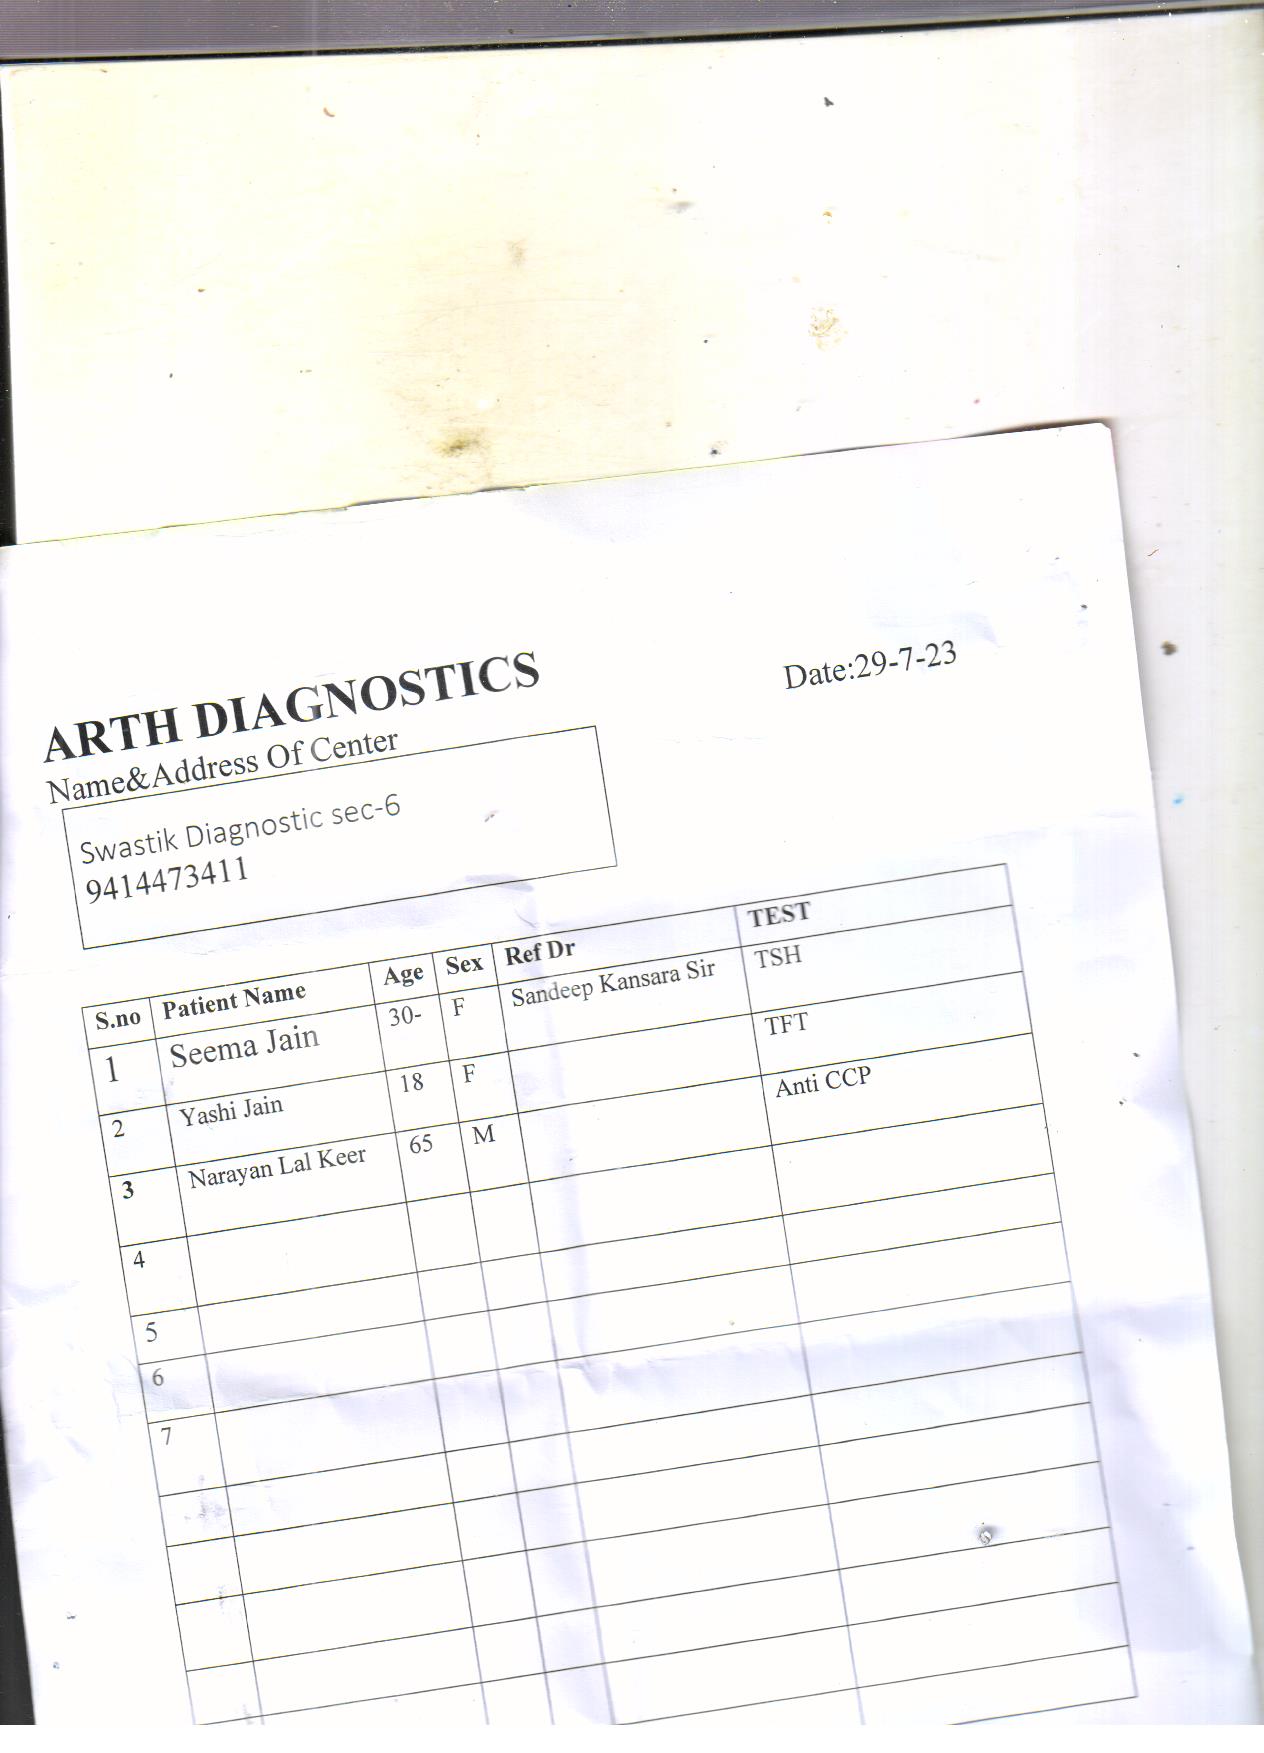 ARTH DIAGNOSTICS
Date:29-7-23
Name&Address Of Center
Swastik Diagnostic sec-6
9414473411
S.no Patient Name Age Sex Ref Dr TEST
1 Seema Jain 30- F Sandeep Kansara Sir TSH
2 Yashi Jain 18 F TFT
3 Narayan Lal Keer 65 M Anti CCP
4
5
6
7